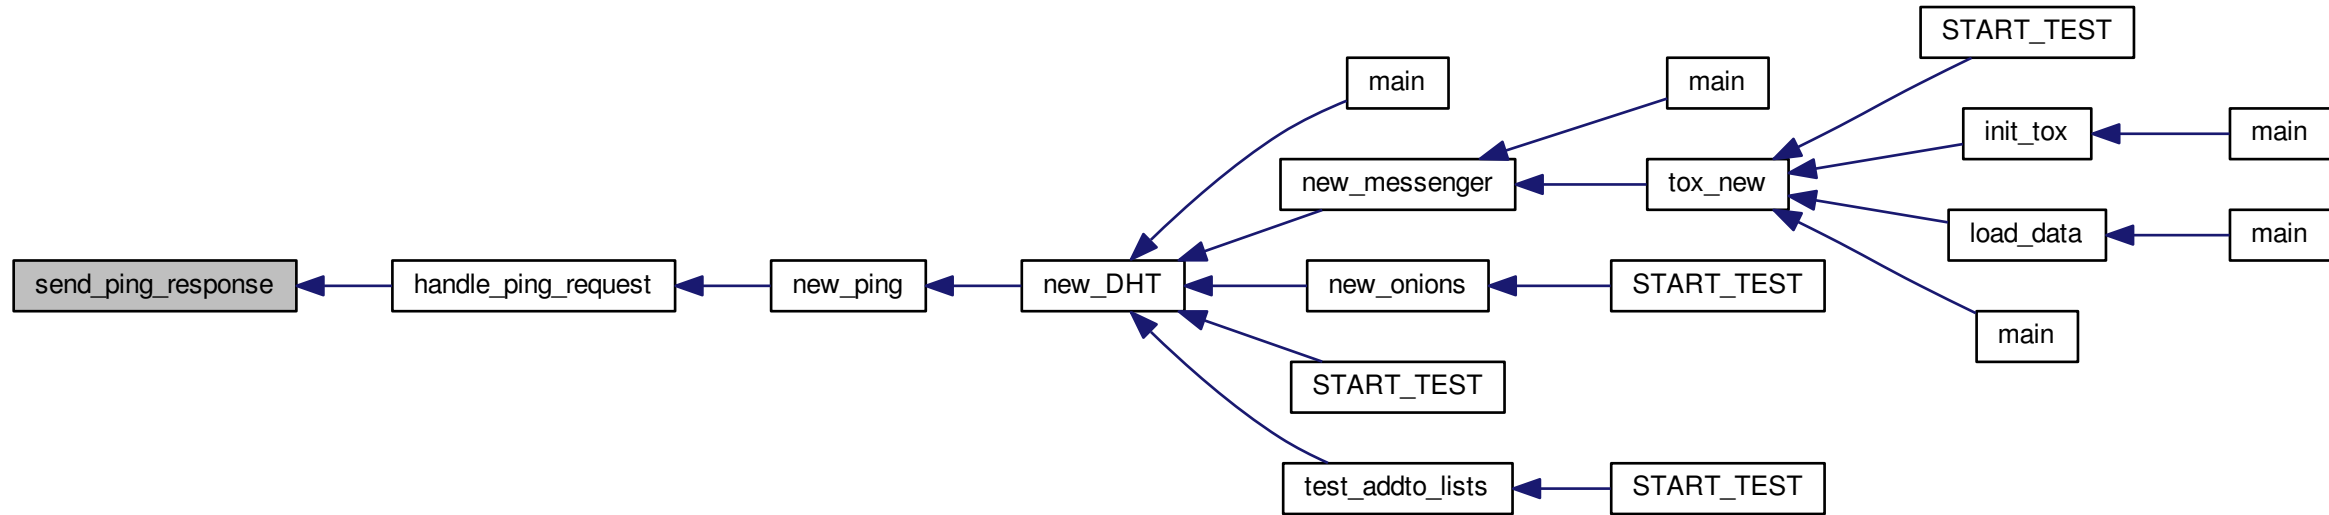 START_TEST
main
main
init_tox
main
new_messenger
tox_new
load_data
main
send_ping_response
handle_ping_request
new_ping
new_DHT
new_onions
START_TEST
main
START_TEST
test_addto_lists
START_TEST